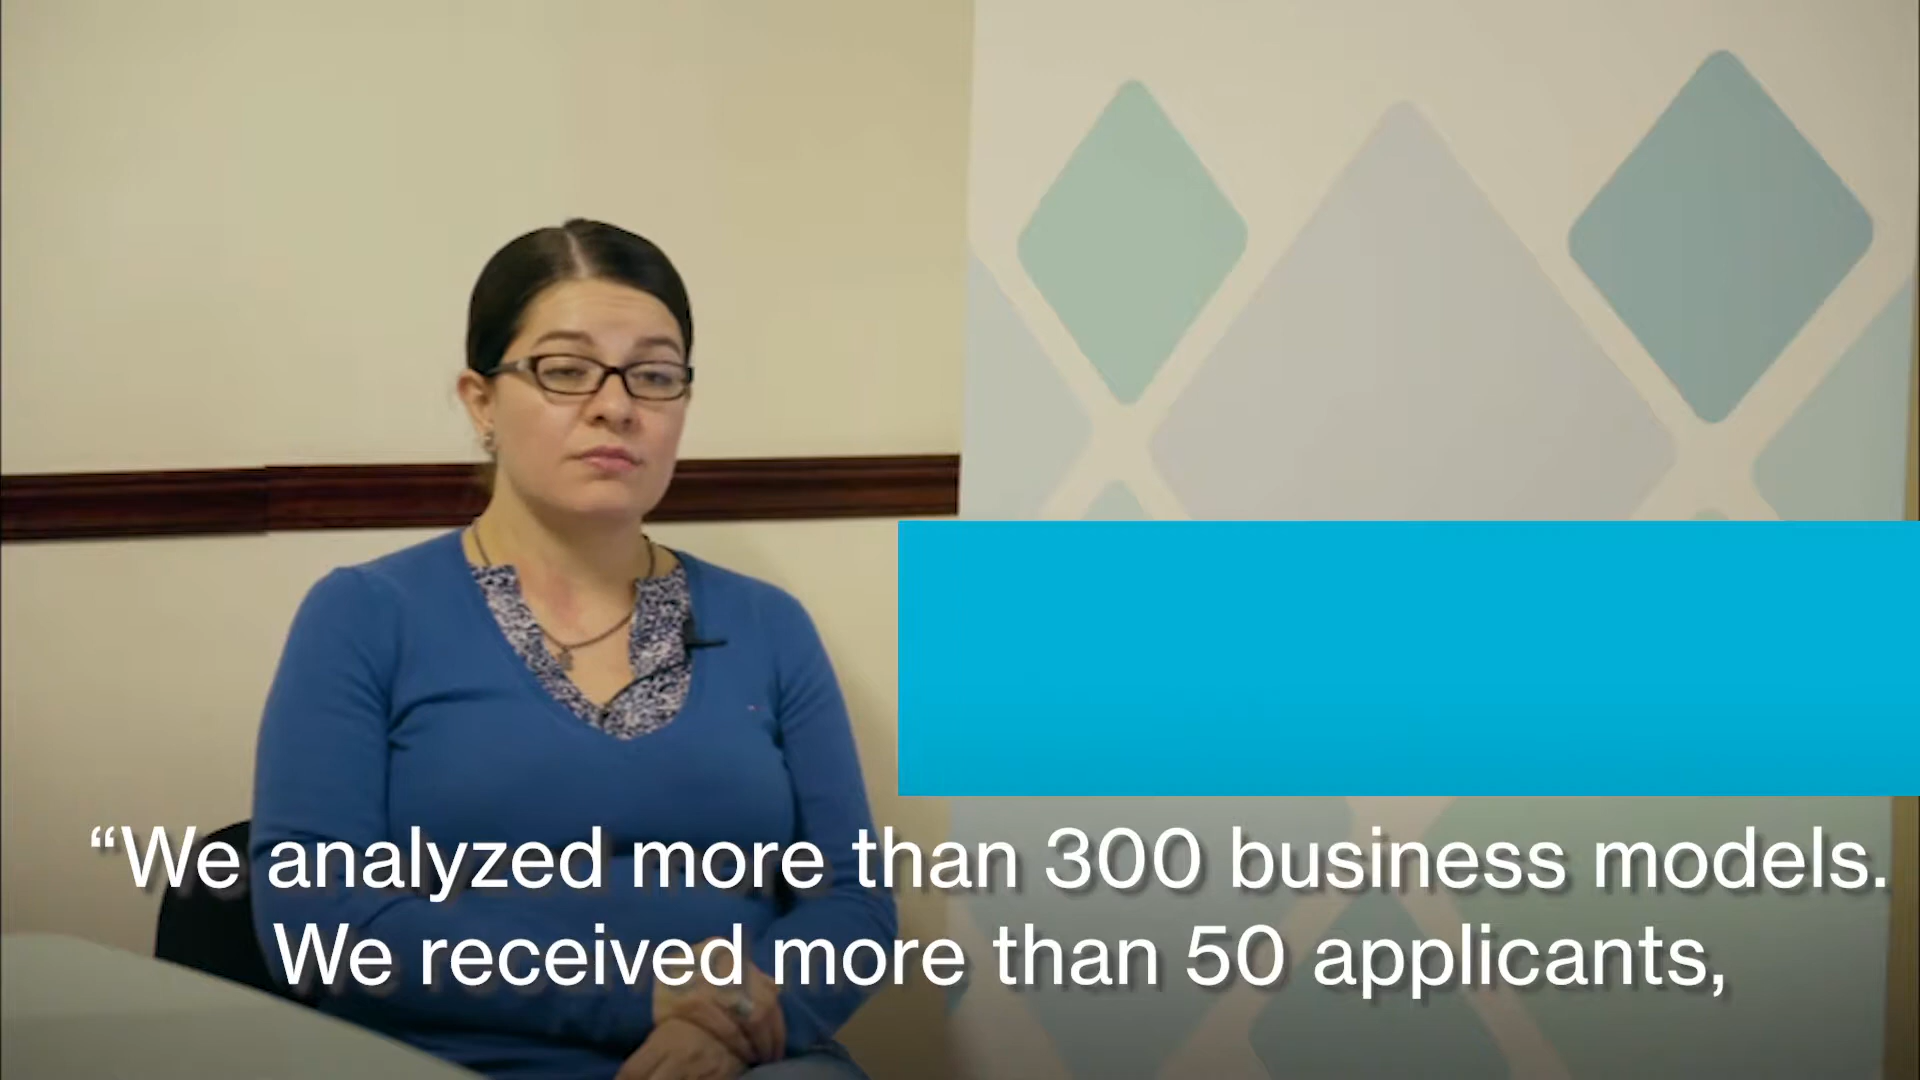 “We analyzed more than 300 business models.
We received more than 50 applicants,